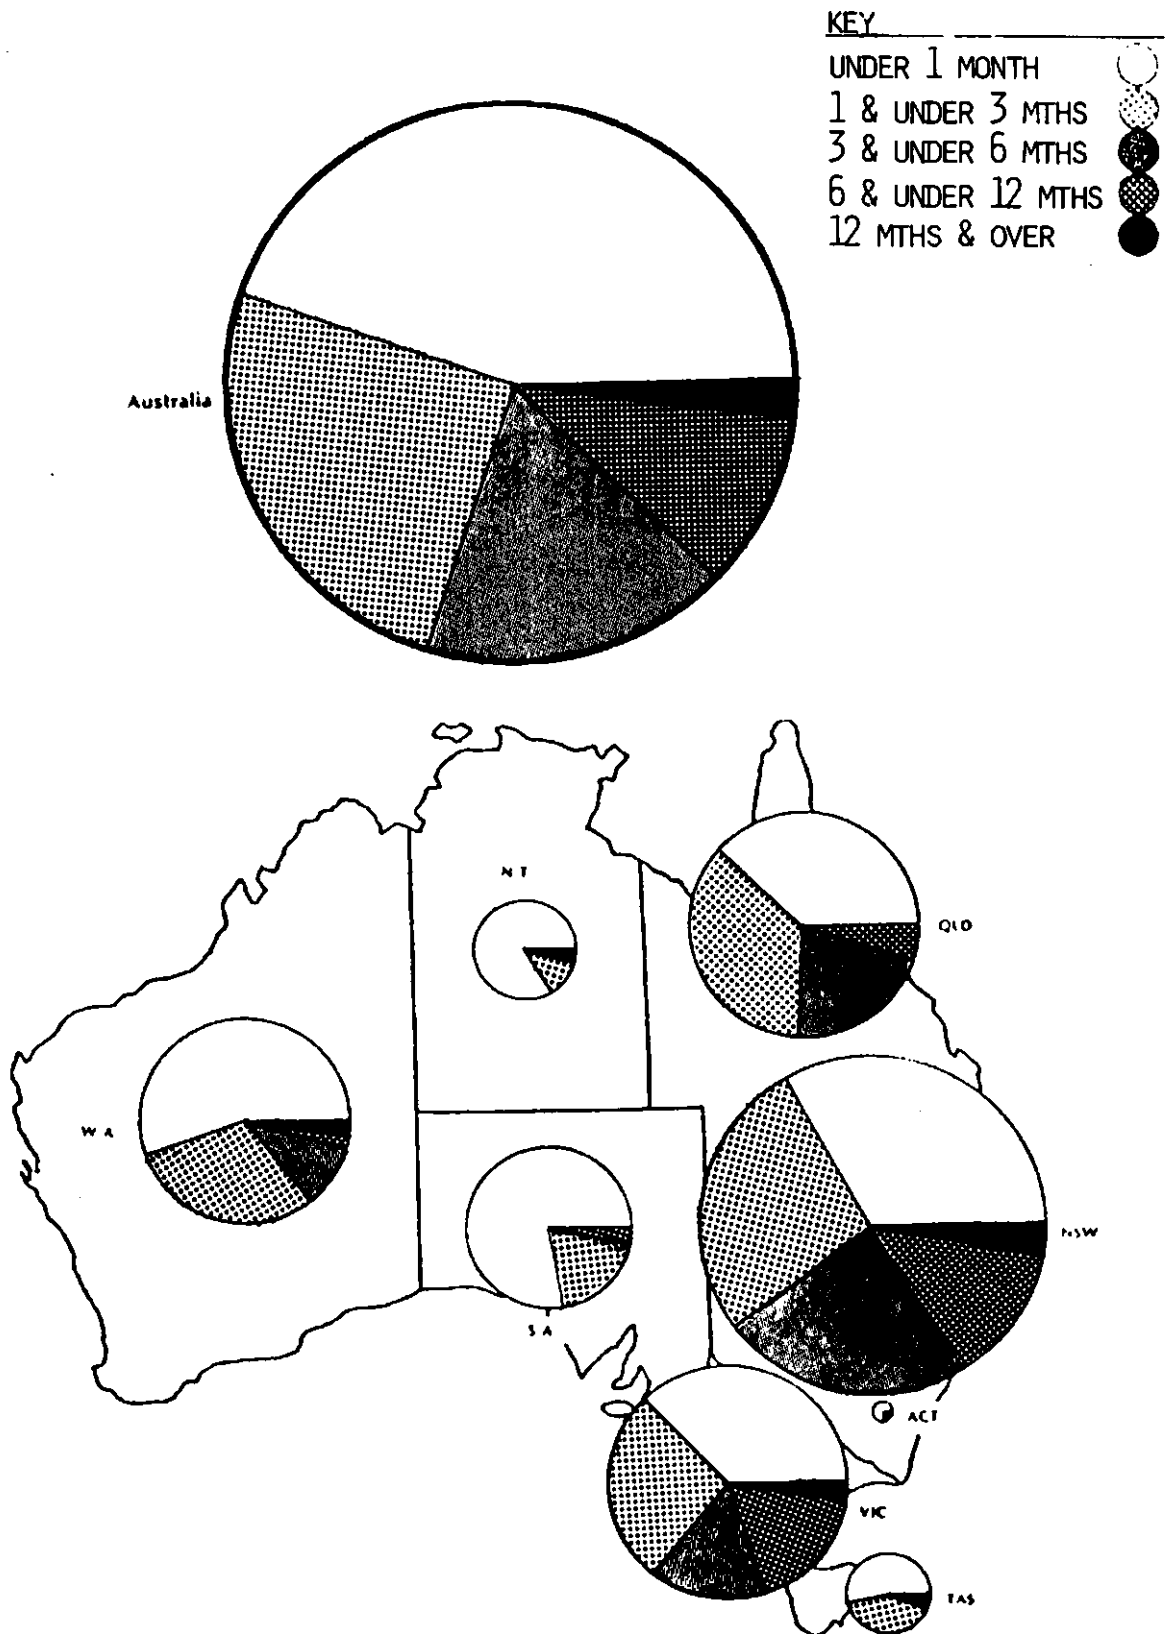 KEY
UNDER 1 MONTH
1 & UNDER 3 MTHS
3 & UNDER 6 MTHS
6 & UNDER 12 MTHS
12 MTHS & OVER
Australia
N T
QLD
W A
NSW
S A
ACT
VIC
TAS